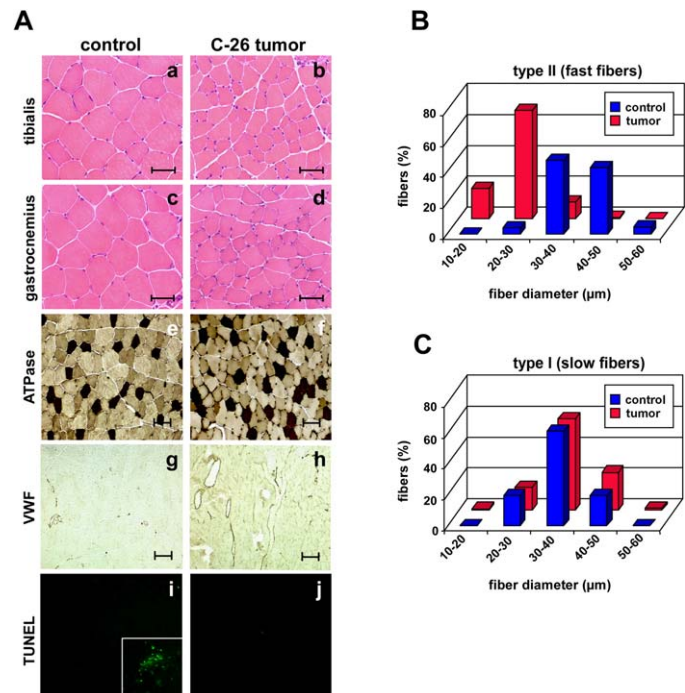 A
control
C-26 tumor
tibialis
a
b
gastrocnemius
c
d
ATPase
e
f
VWF
g
h
TUNEL
i
j
B
type II (fast fibers)
control
tumor
fibers (%)
80
60
40
20
0
10-20
20-30
30-40
40-50
50-60
fiber diameter (µm)
C
type I (slow fibers)
control
tumor
fibers (%)
80
60
40
20
0
10-20
20-30
30-40
40-50
50-60
fiber diameter (µm)